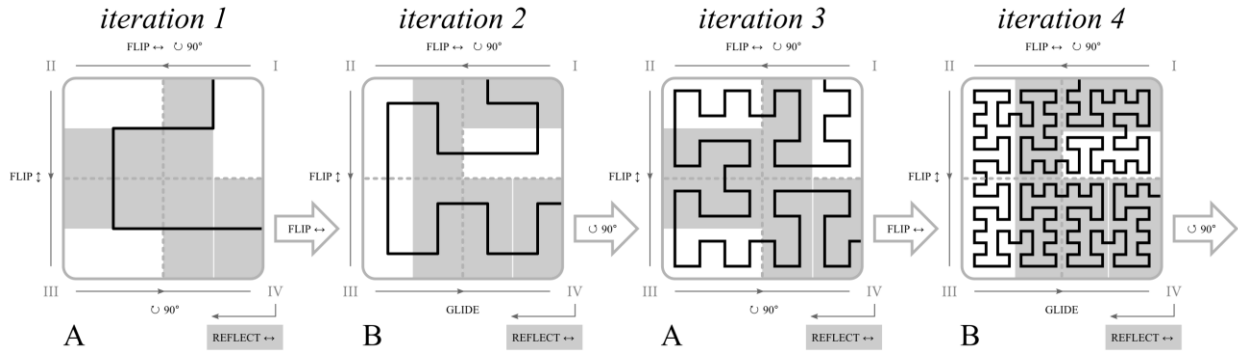 iteration 1
FLIP ↔ ↻ 90°
II I
FLIP ↕
III IV
↻ 90°
A
REFLECT ↔
FLIP ↔
iteration 2
FLIP ↔ ↻ 90°
II I
FLIP ↕
III IV
GLIDE
B
REFLECT ↔
↻ 90°
iteration 3
FLIP ↔ ↻ 90°
II I
FLIP ↕
III IV
↻ 90°
A
REFLECT ↔
FLIP ↔
iteration 4
FLIP ↔ ↻ 90°
II I
FLIP ↕
III IV
GLIDE
B
REFLECT ↔
↻ 90°